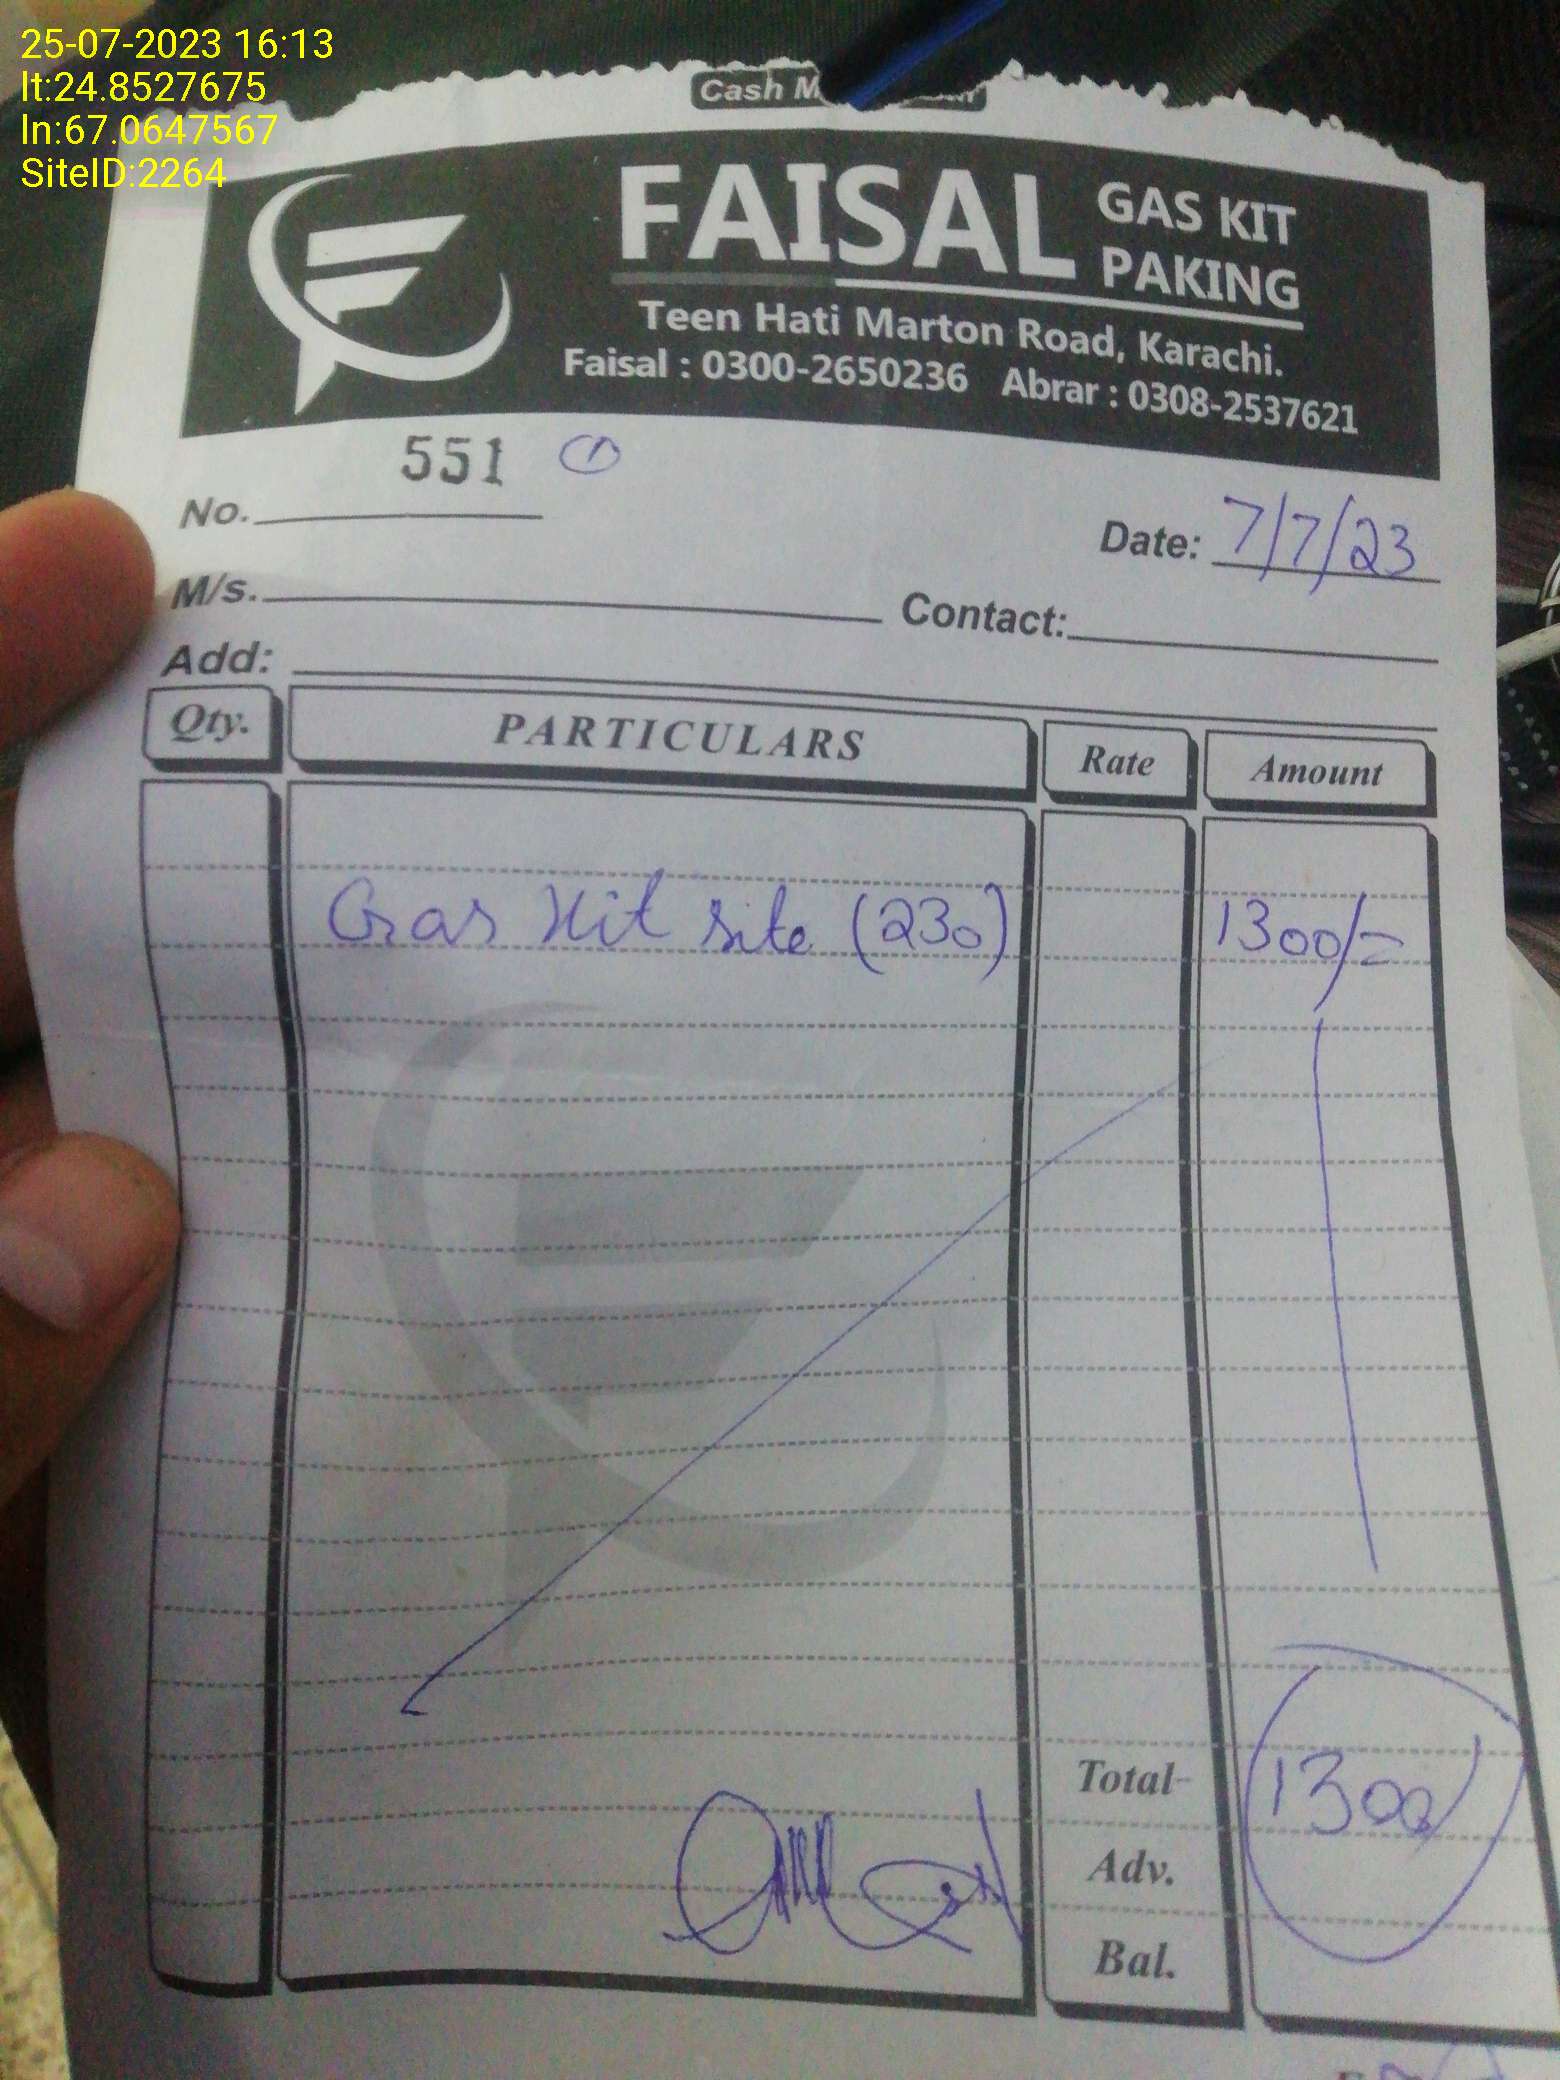 25-07-2023 16:13
lt:24.8527675
ln:67.0647567
SiteID:2264
Cash M
FAISAL GAS KIT PAKING
Teen Hati Marton Road, Karachi.
Faisal : 0300-2650236 Abrar : 0308-2537621
551 1
No.
Date: 7/7/23
M/s. Contact:
Add:
Qty. PARTICULARS Rate Amount
Gas Kit site (230) 1300/=
Total 1300/
Adv.
Bal.